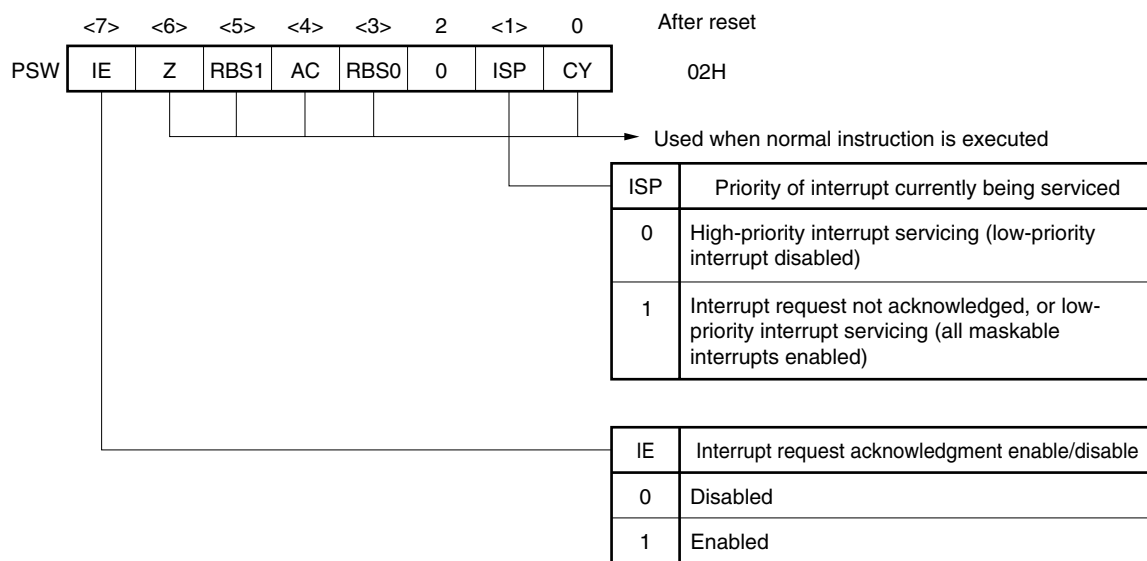 <7> <6> <5> <4> <3> 2 <1> 0 After reset
PSW IE Z RBS1 AC RBS0 0 ISP CY 02H
Used when normal instruction is executed
ISP Priority of interrupt currently being serviced
0 High-priority interrupt servicing (low-priority
interrupt disabled)
1 Interrupt request not acknowledged, or low-
priority interrupt servicing (all maskable
interrupts enabled)
IE Interrupt request acknowledgment enable/disable
0 Disabled
1 Enabled